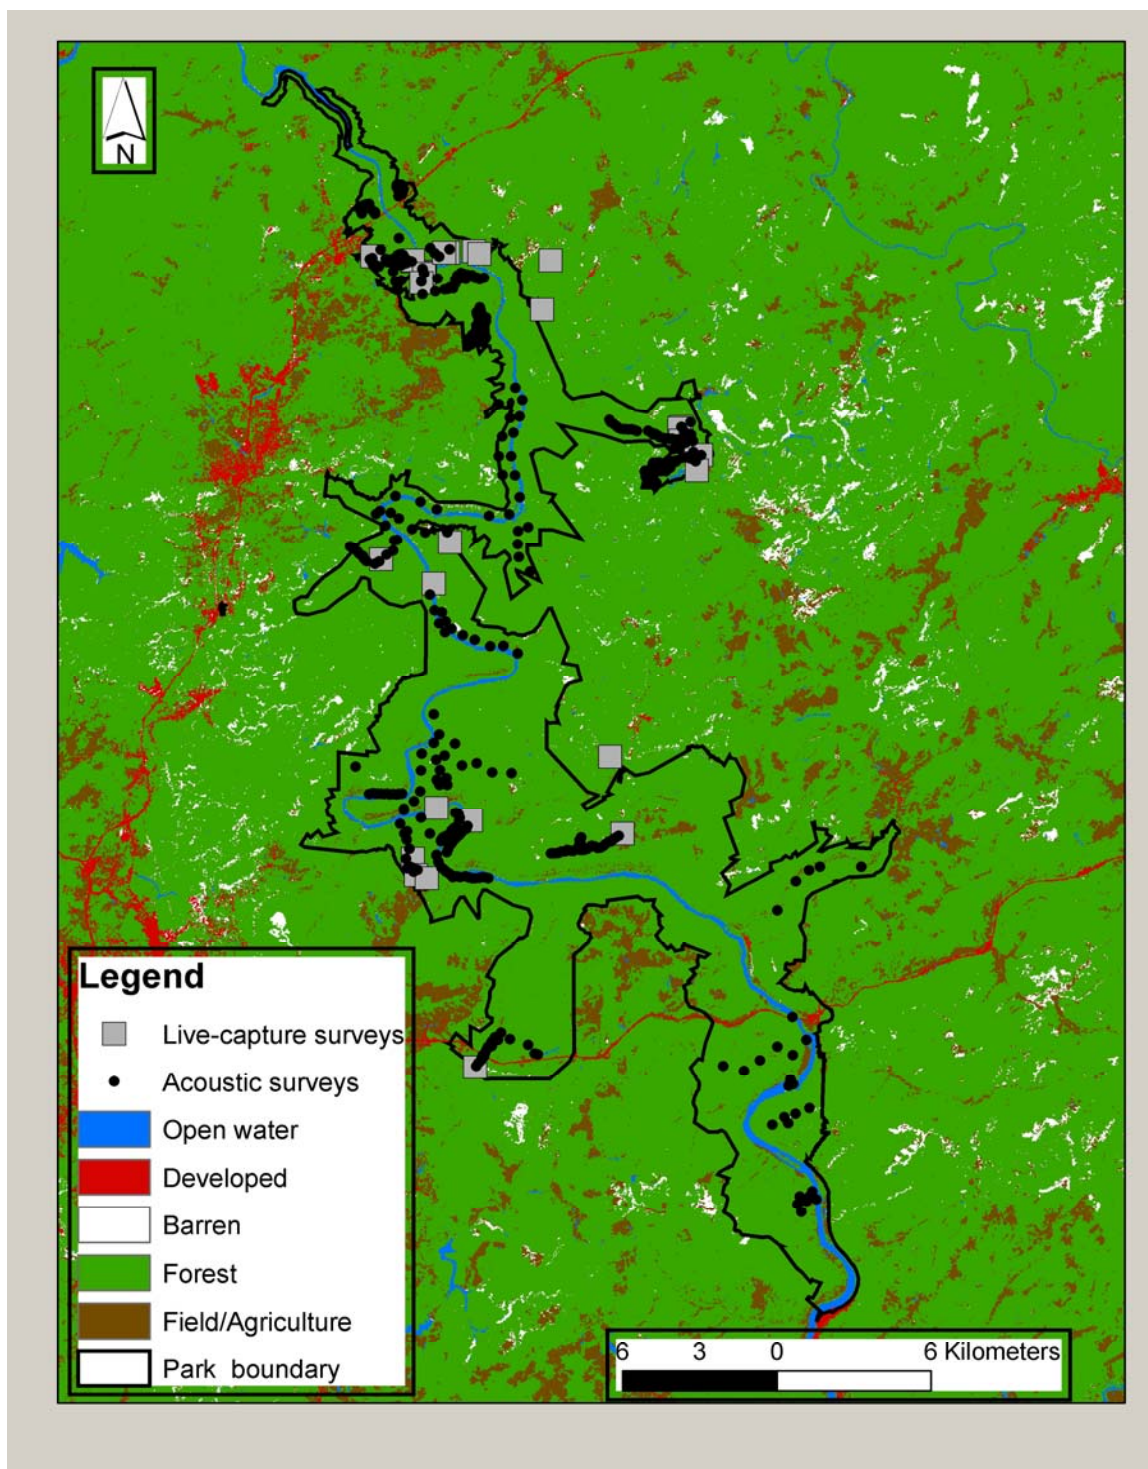 N
Legend
Live-capture surveys
Acoustic surveys
Open water
Developed
Barren
Forest
Field/Agriculture
Park boundary
6 3 0 6 Kilometers